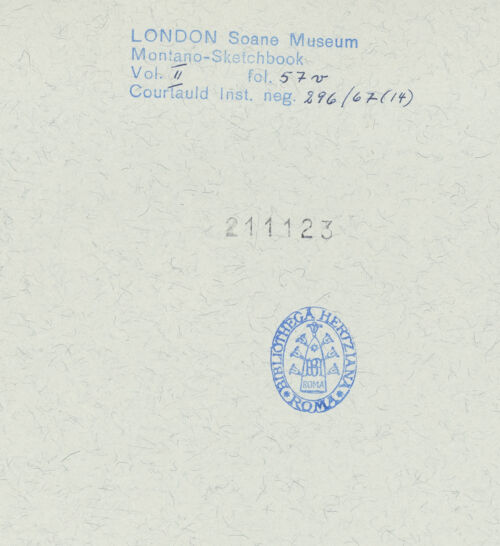 LONDON Soane Museum
Montano-Sketchbook
Vol. II fol. 57v
Courtauld Inst. neg. 296/67(14)
211123
BIBLIOTHECA HERTZIANA
ROMA
ROMA